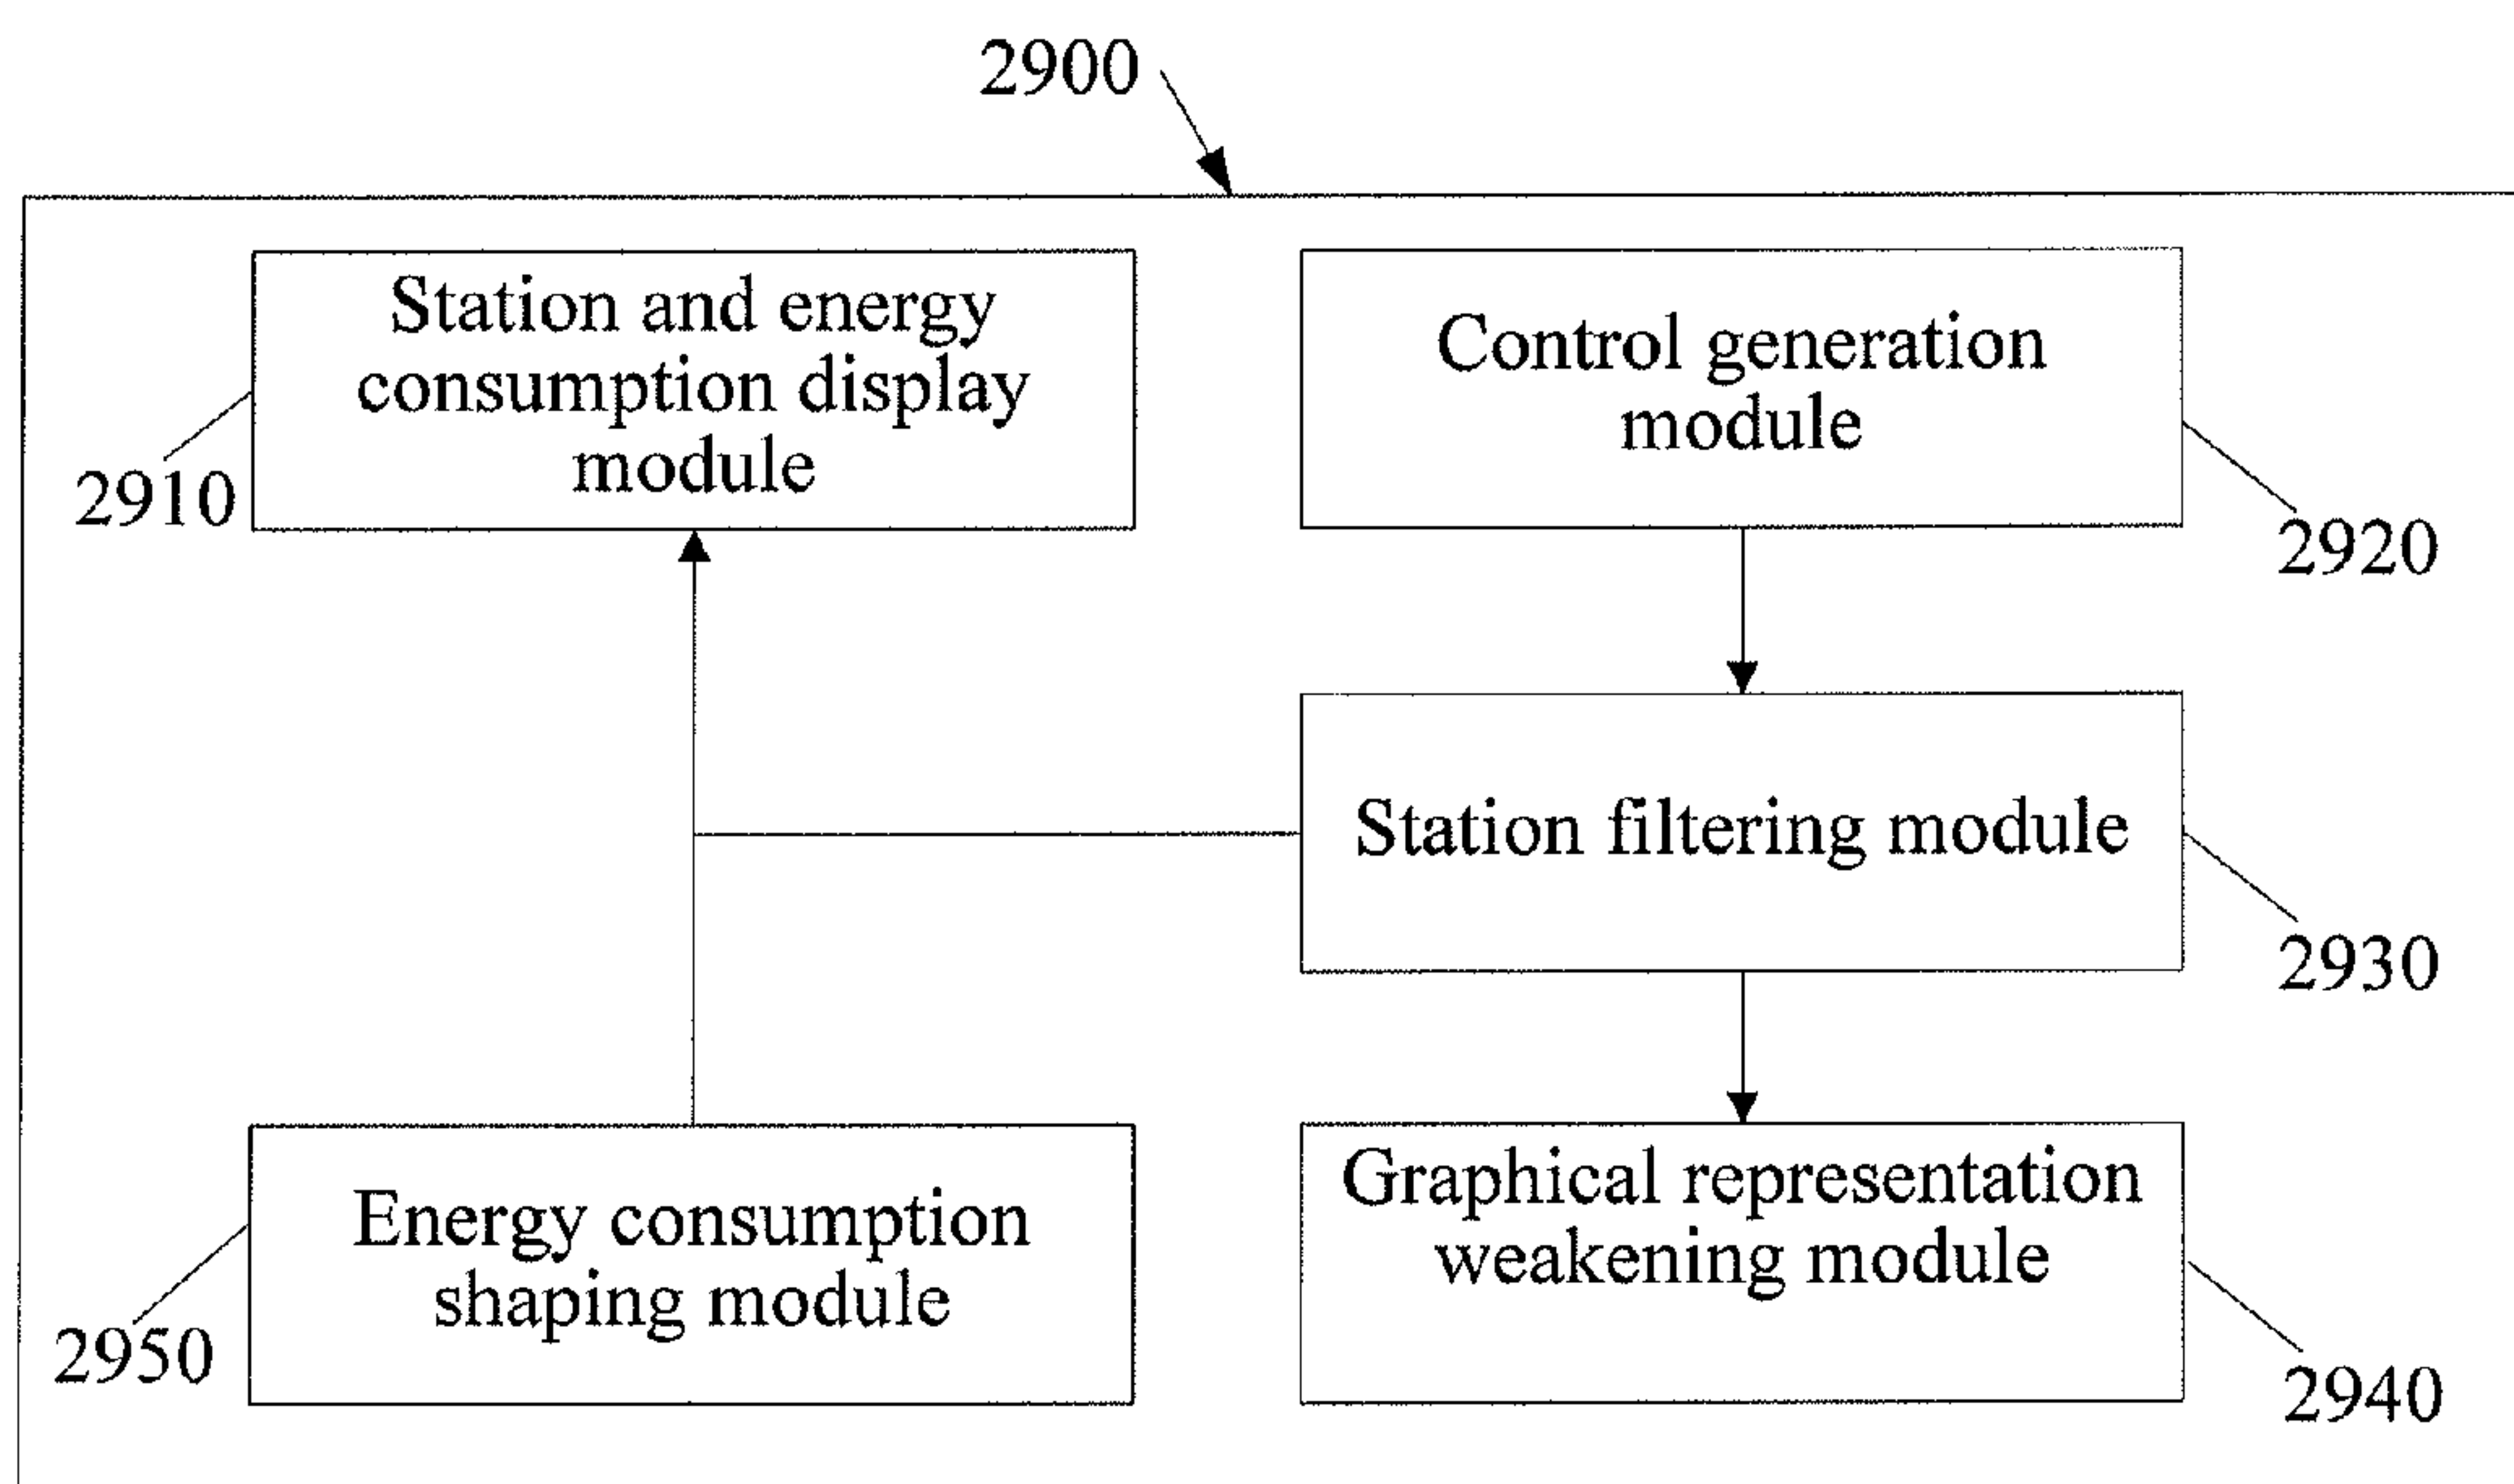 2900
Station and energy
consumption display
module
2910
Control generation
module
2920
Station filtering module
2930
Energy consumption
shaping module
2950
Graphical representation
weakening module
2940